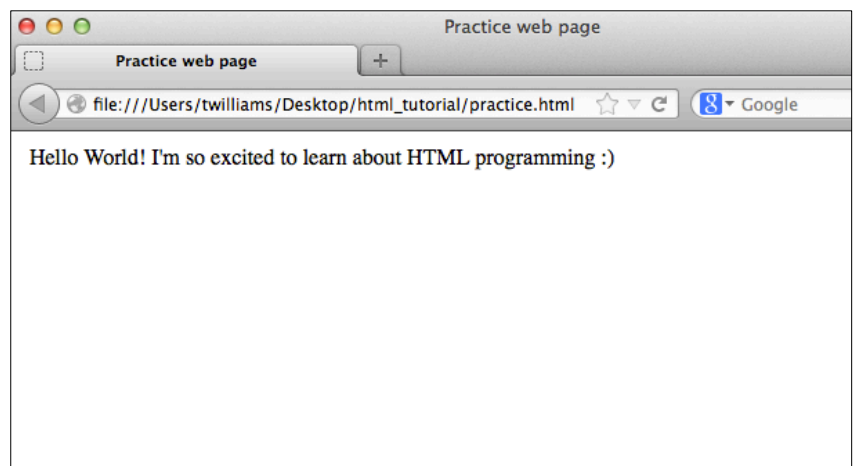 Practice web page
Practice web page
file:///Users/twilliams/Desktop/html_tutorial/practice.html Google
Hello World! I'm so excited to learn about HTML programming :)